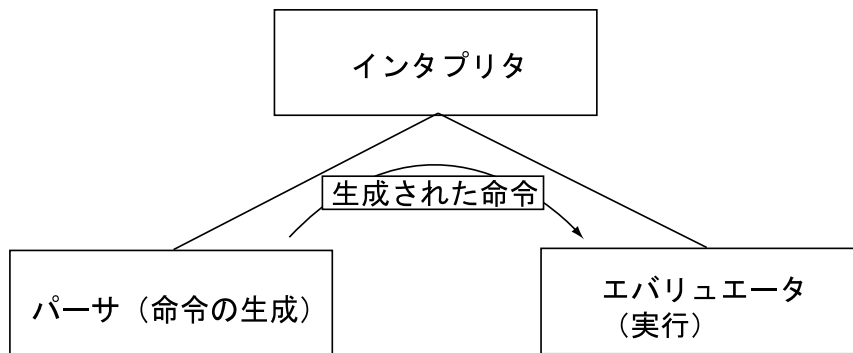 インタプリタ
生成された命令
パーサ（命令の生成）
エバリュエータ
（実行）